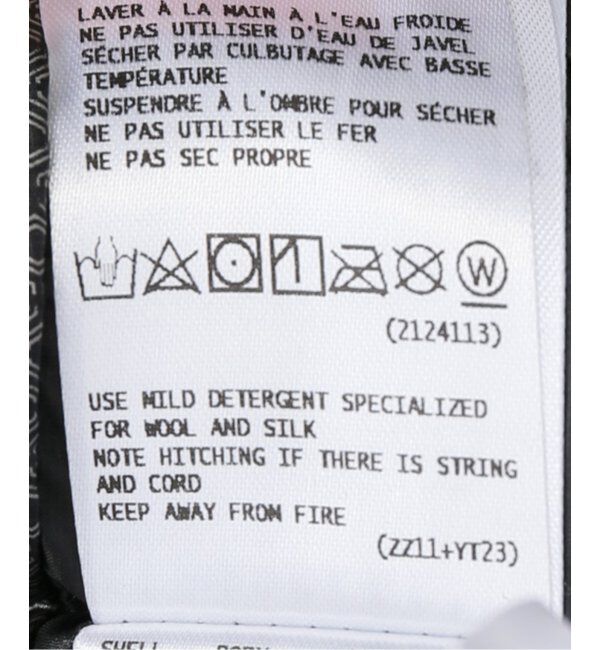 LAVER À LA MAIN À L'EAU FROIDE
NE PAS UTILISER D'EAU DE JAVEL
SÉCHER PAR CULBUTAGE AVEC BASSE
TEMPÉRATURE
SUSPENDRE À L'OMBRE POUR SÉCHER
NE PAS UTILISER LE FER
NE PAS SEC PROPRE
W
(2124113)
USE MILD DETERGENT SPECIALIZED
FOR WOOL AND SILK
NOTE HITCHING IF THERE IS STRING
AND CORD
KEEP AWAY FROM FIRE
(ZZ11+YT23)
SHELL BODY